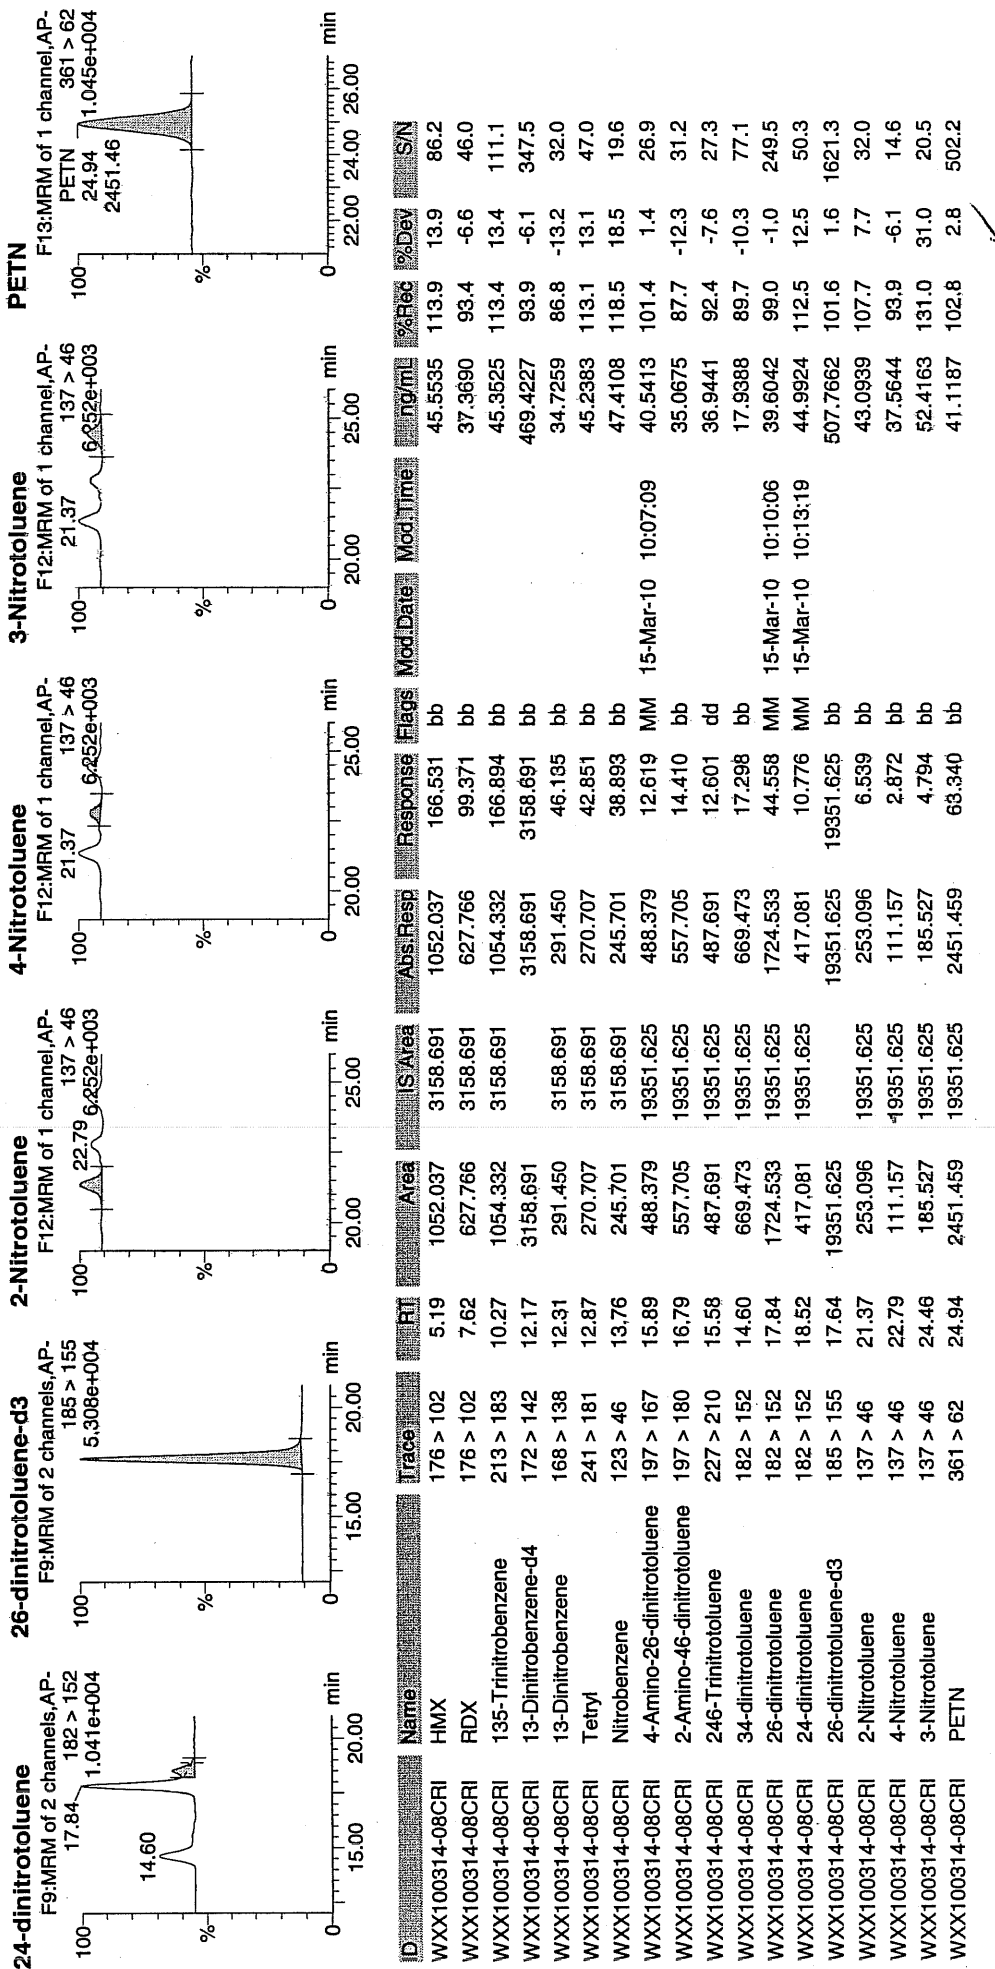 24-dinitrotoluene
F9:MRM of 2 channels,AP-
182 > 152
1.041e+004
17.84
14.60
100
%
0
15.00 20.00 min
26-dinitrotoluene-d3
F9:MRM of 2 channels,AP-
185 > 155
5.308e+004
100
%
0
15.00 20.00 min
2-Nitrotoluene
F12:MRM of 1 channel,AP-
137 > 46
22.79 6.252e+003
100
%
0
20.00 25.00 min
4-Nitrotoluene
F12:MRM of 1 channel,AP-
137 > 46
21.37 6.252e+003
100
%
0
20.00 25.00 min
3-Nitrotoluene
F12:MRM of 1 channel,AP-
137 > 46
21.37 6.252e+003
100
%
0
20.00 25.00 min
PETN
F13:MRM of 1 channel,AP-
PETN 361 > 62
24.94 1.045e+004
2451.46
100
%
0
22.00 24.00 26.00 min
ID Name Trace RT Area IS Area Abs.Resp Response Flags Mod.Date Mod.Time ng/mL %Rec %Dev S/N
WXX100314-08CRI HMX 176 > 102 5.19 1052.037 3158.691 1052.037 166.531 bb 45.5535 113.9 13.9 86.2
WXX100314-08CRI RDX 176 > 102 7.62 627.766 3158.691 627.766 99.371 bb 37.3690 93.4 -6.6 46.0
WXX100314-08CRI 135-Trinitrobenzene 213 > 183 10.27 1054.332 3158.691 1054.332 166.894 bb 45.3525 113.4 13.4 111.1
WXX100314-08CRI 13-Dinitrobenzene-d4 172 > 142 12.17 3158.691 3158.691 3158.691 bb 469.4227 93.9 -6.1 347.5
WXX100314-08CRI 13-Dinitrobenzene 168 > 138 12.31 291.450 3158.691 291.450 46.135 bb 34.7259 86.8 -13.2 32.0
WXX100314-08CRI Tetryl 241 > 181 12.87 270.707 3158.691 270.707 42.851 bb 45.2383 113.1 13.1 47.0
WXX100314-08CRI Nitrobenzene 123 > 46 13.76 245.701 3158.691 245.701 38.893 bb 47.4108 118.5 18.5 19.6
WXX100314-08CRI 4-Amino-26-dinitrotoluene 197 > 167 15.89 488.379 19351.625 488.379 12.619 MM 15-Mar-10 10:07:09 40.5413 101.4 1.4 26.9
WXX100314-08CRI 2-Amino-46-dinitrotoluene 197 > 180 16.79 557.705 19351.625 557.705 14.410 bb 35.0675 87.7 -12.3 31.2
WXX100314-08CRI 246-Trinitrotoluene 227 > 210 15.58 487.691 19351.625 487.691 12.601 dd 36.9441 92.4 -7.6 27.3
WXX100314-08CRI 34-dinitrotoluene 182 > 152 14.60 669.473 19351.625 669.473 17.298 bb 17.9388 89.7 -10.3 77.1
WXX100314-08CRI 26-dinitrotoluene 182 > 152 17.84 1724.533 19351.625 1724.533 44.558 MM 15-Mar-10 10:10:06 39.6042 99.0 -1.0 249.5
WXX100314-08CRI 24-dinitrotoluene 182 > 152 18.52 417.081 19351.625 417.081 10.776 MM 15-Mar-10 10:13:19 44.9924 112.5 12.5 50.3
WXX100314-08CRI 26-dinitrotoluene-d3 185 > 155 17.64 19351.625 19351.625 19351.625 bb 507.7662 101.6 1.6 1621.3
WXX100314-08CRI 2-Nitrotoluene 137 > 46 21.37 253.096 19351.625 253.096 6.539 bb 43.0939 107.7 7.7 32.0
WXX100314-08CRI 4-Nitrotoluene 137 > 46 22.79 111.157 19351.625 111.157 2.872 bb 37.5644 93.9 -6.1 14.6
WXX100314-08CRI 3-Nitrotoluene 137 > 46 24.46 185.527 19351.625 185.527 4.794 bb 52.4163 131.0 31.0 20.5
WXX100314-08CRI PETN 361 > 62 24.94 2451.459 19351.625 2451.459 63.340 bb 41.1187 102.8 2.8 502.2